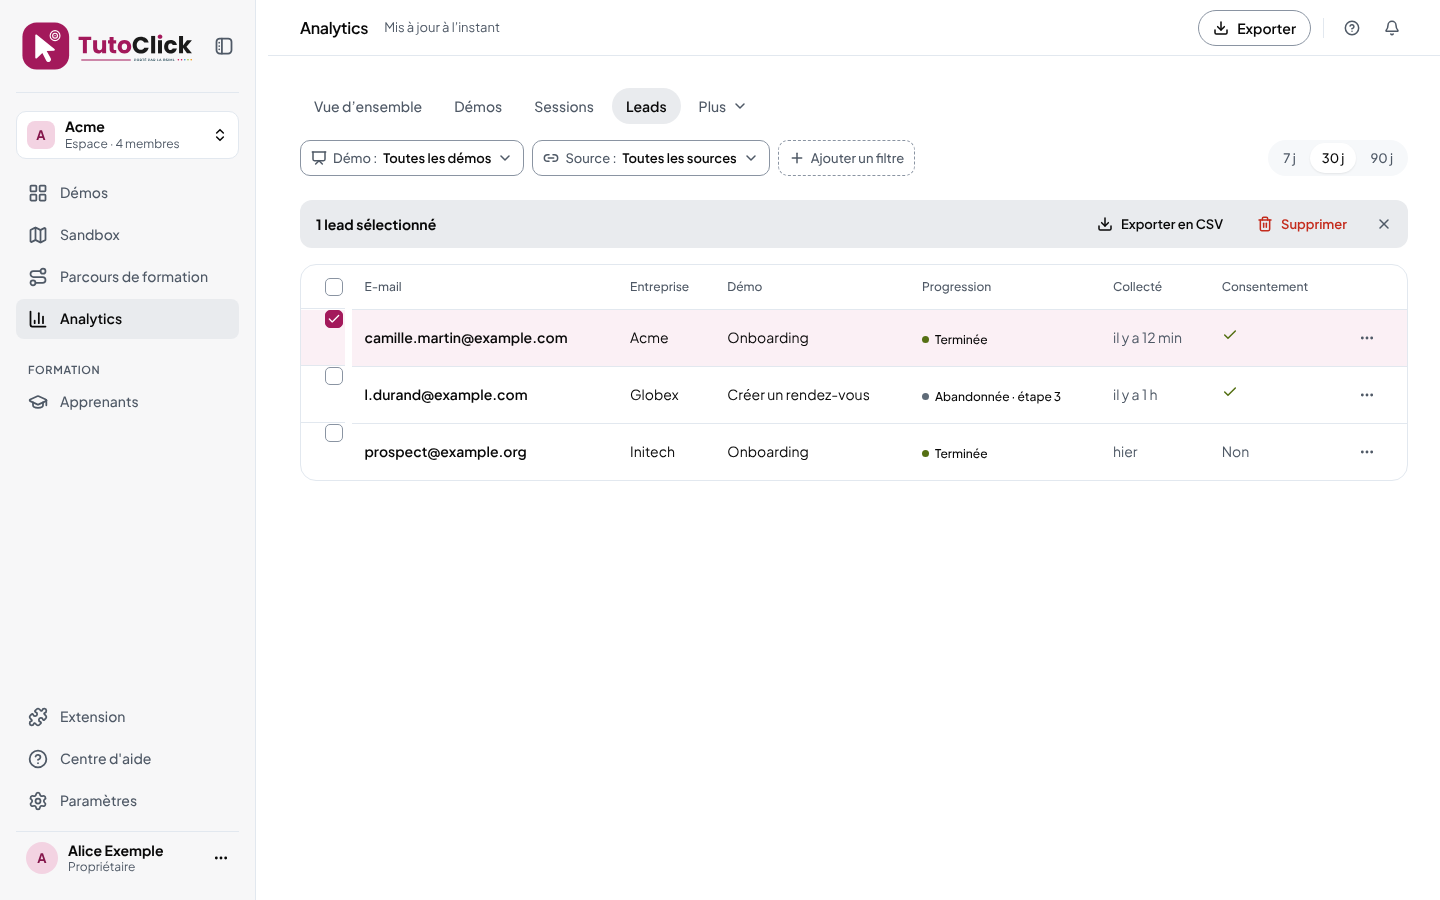 TutoClick
Acme
Espace · 4 membres
Démos
Sandbox
Parcours de formation
Analytics
FORMATION
Apprenants
Extension
Centre d'aide
Paramètres
A
Alice Exemple
Propriétaire
Analytics
Mis à jour à l'instant
Exporter
Vue d'ensemble
Démos
Sessions
Leads
Plus
Démo : Toutes les démos
Source : Toutes les sources
Ajouter un filtre
7 j
30 j
90 j
1 lead sélectionné
Exporter en CSV
Supprimer
E-mail Entreprise Démo Progression Collecté Consentement
camille.martin@example.com Acme Onboarding Terminée il y a 12 min
l.durand@example.com Globex Créer un rendez-vous Abandonnée · étape 3 il y a 1 h
prospect@example.org Initech Onboarding Terminée hier Non